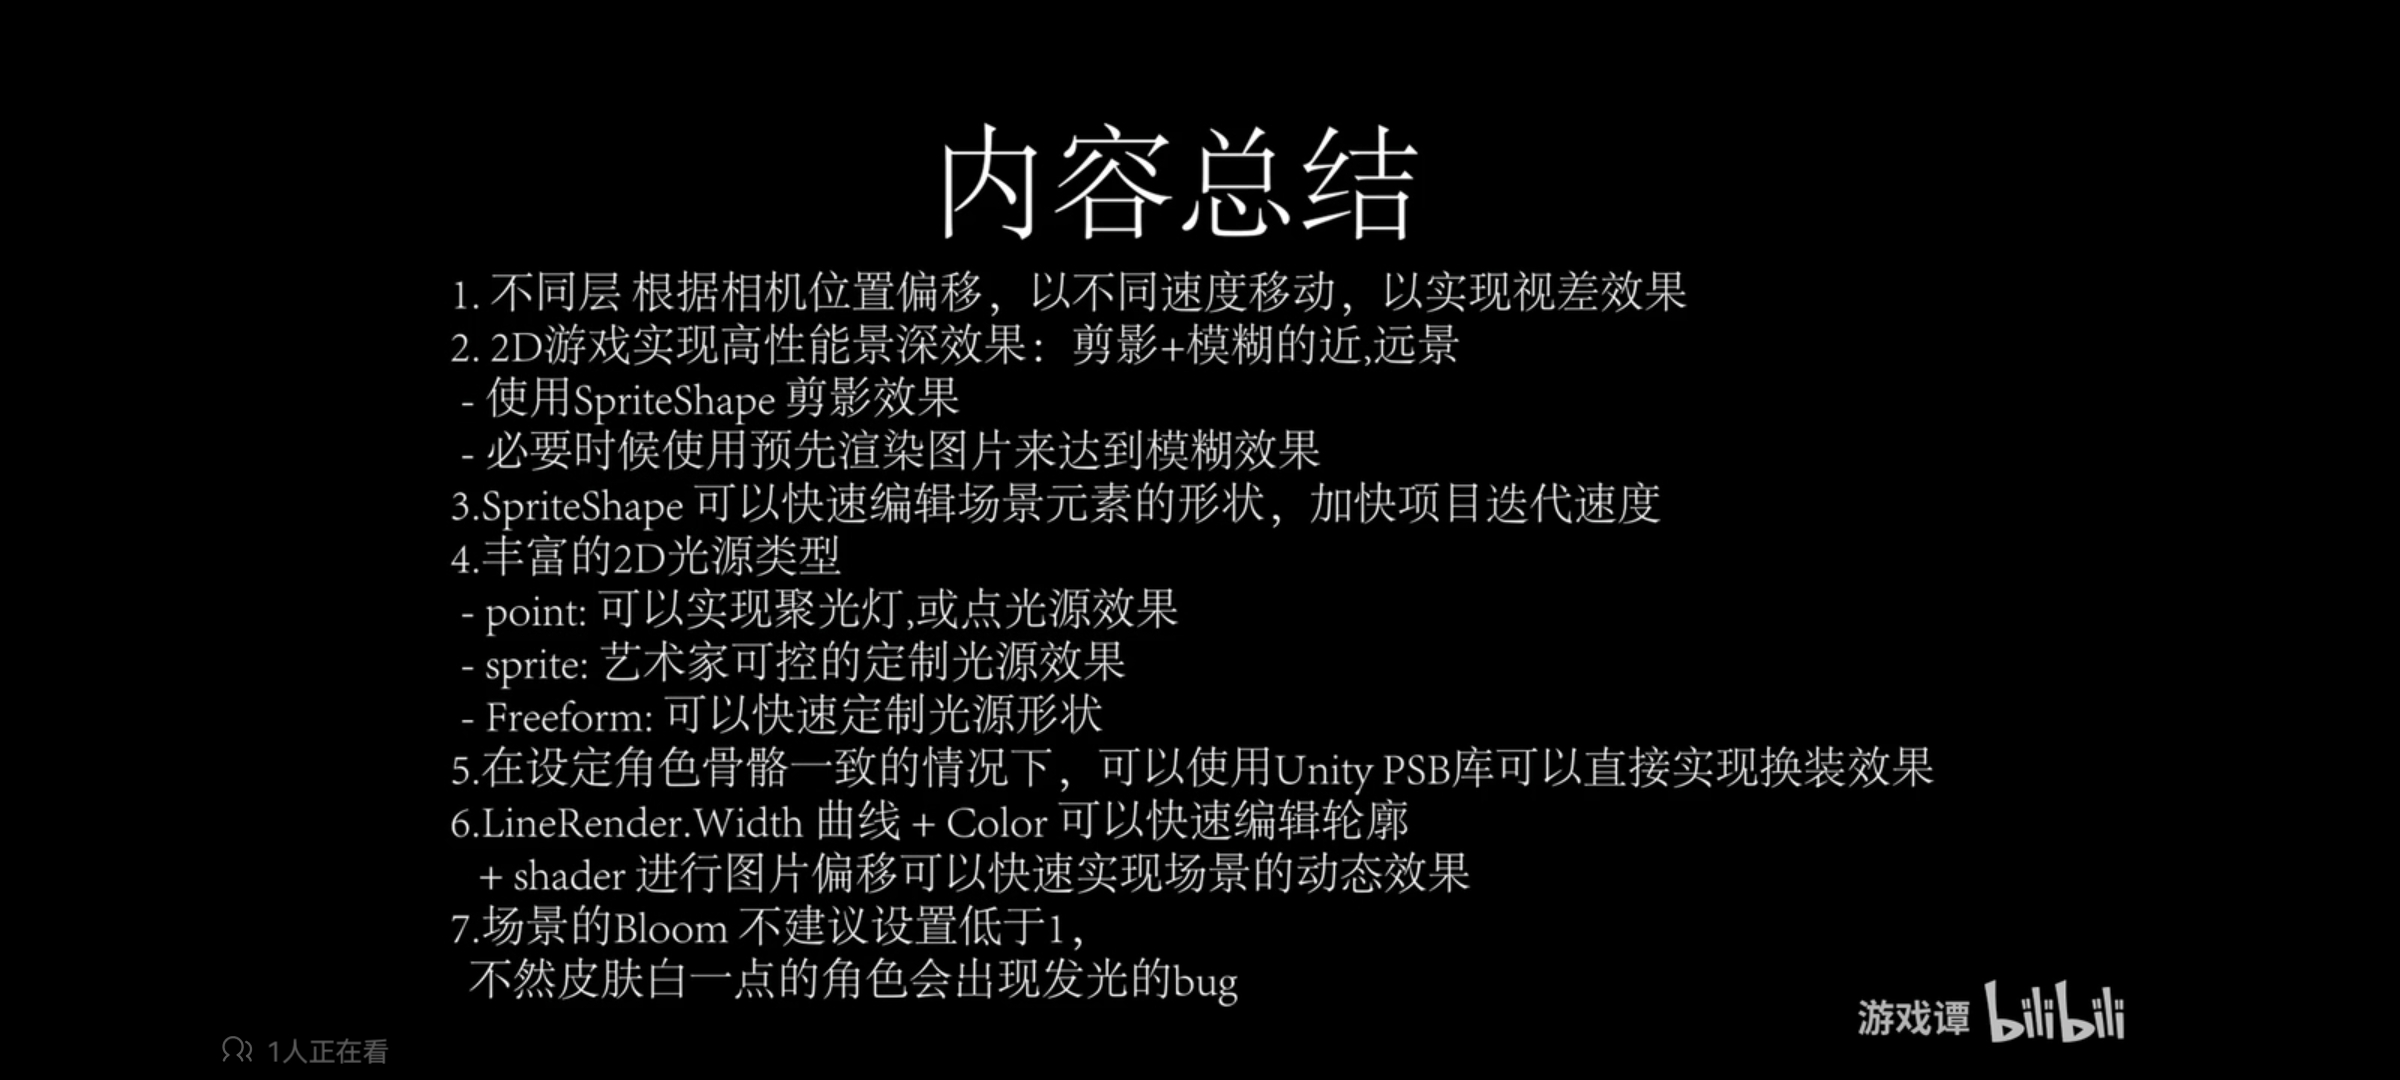 内容总结
1. 不同层 根据相机位置偏移，以不同速度移动，以实现视差效果
2. 2D游戏实现高性能景深效果：剪影+模糊的近,远景
- 使用SpriteShape 剪影效果
- 必要时候使用预先渲染图片来达到模糊效果
3.SpriteShape 可以快速编辑场景元素的形状，加快项目迭代速度
4.丰富的2D光源类型
- point: 可以实现聚光灯,或点光源效果
- sprite: 艺术家可控的定制光源效果
- Freeform: 可以快速定制光源形状
5.在设定角色骨骼一致的情况下，可以使用Unity PSB库可以直接实现换装效果
6.LineRender.Width 曲线 + Color 可以快速编辑轮廓
+ shader 进行图片偏移可以快速实现场景的动态效果
7.场景的Bloom 不建议设置低于1，
不然皮肤白一点的角色会出现发光的bug
游戏谭 bilibili
1人正在看